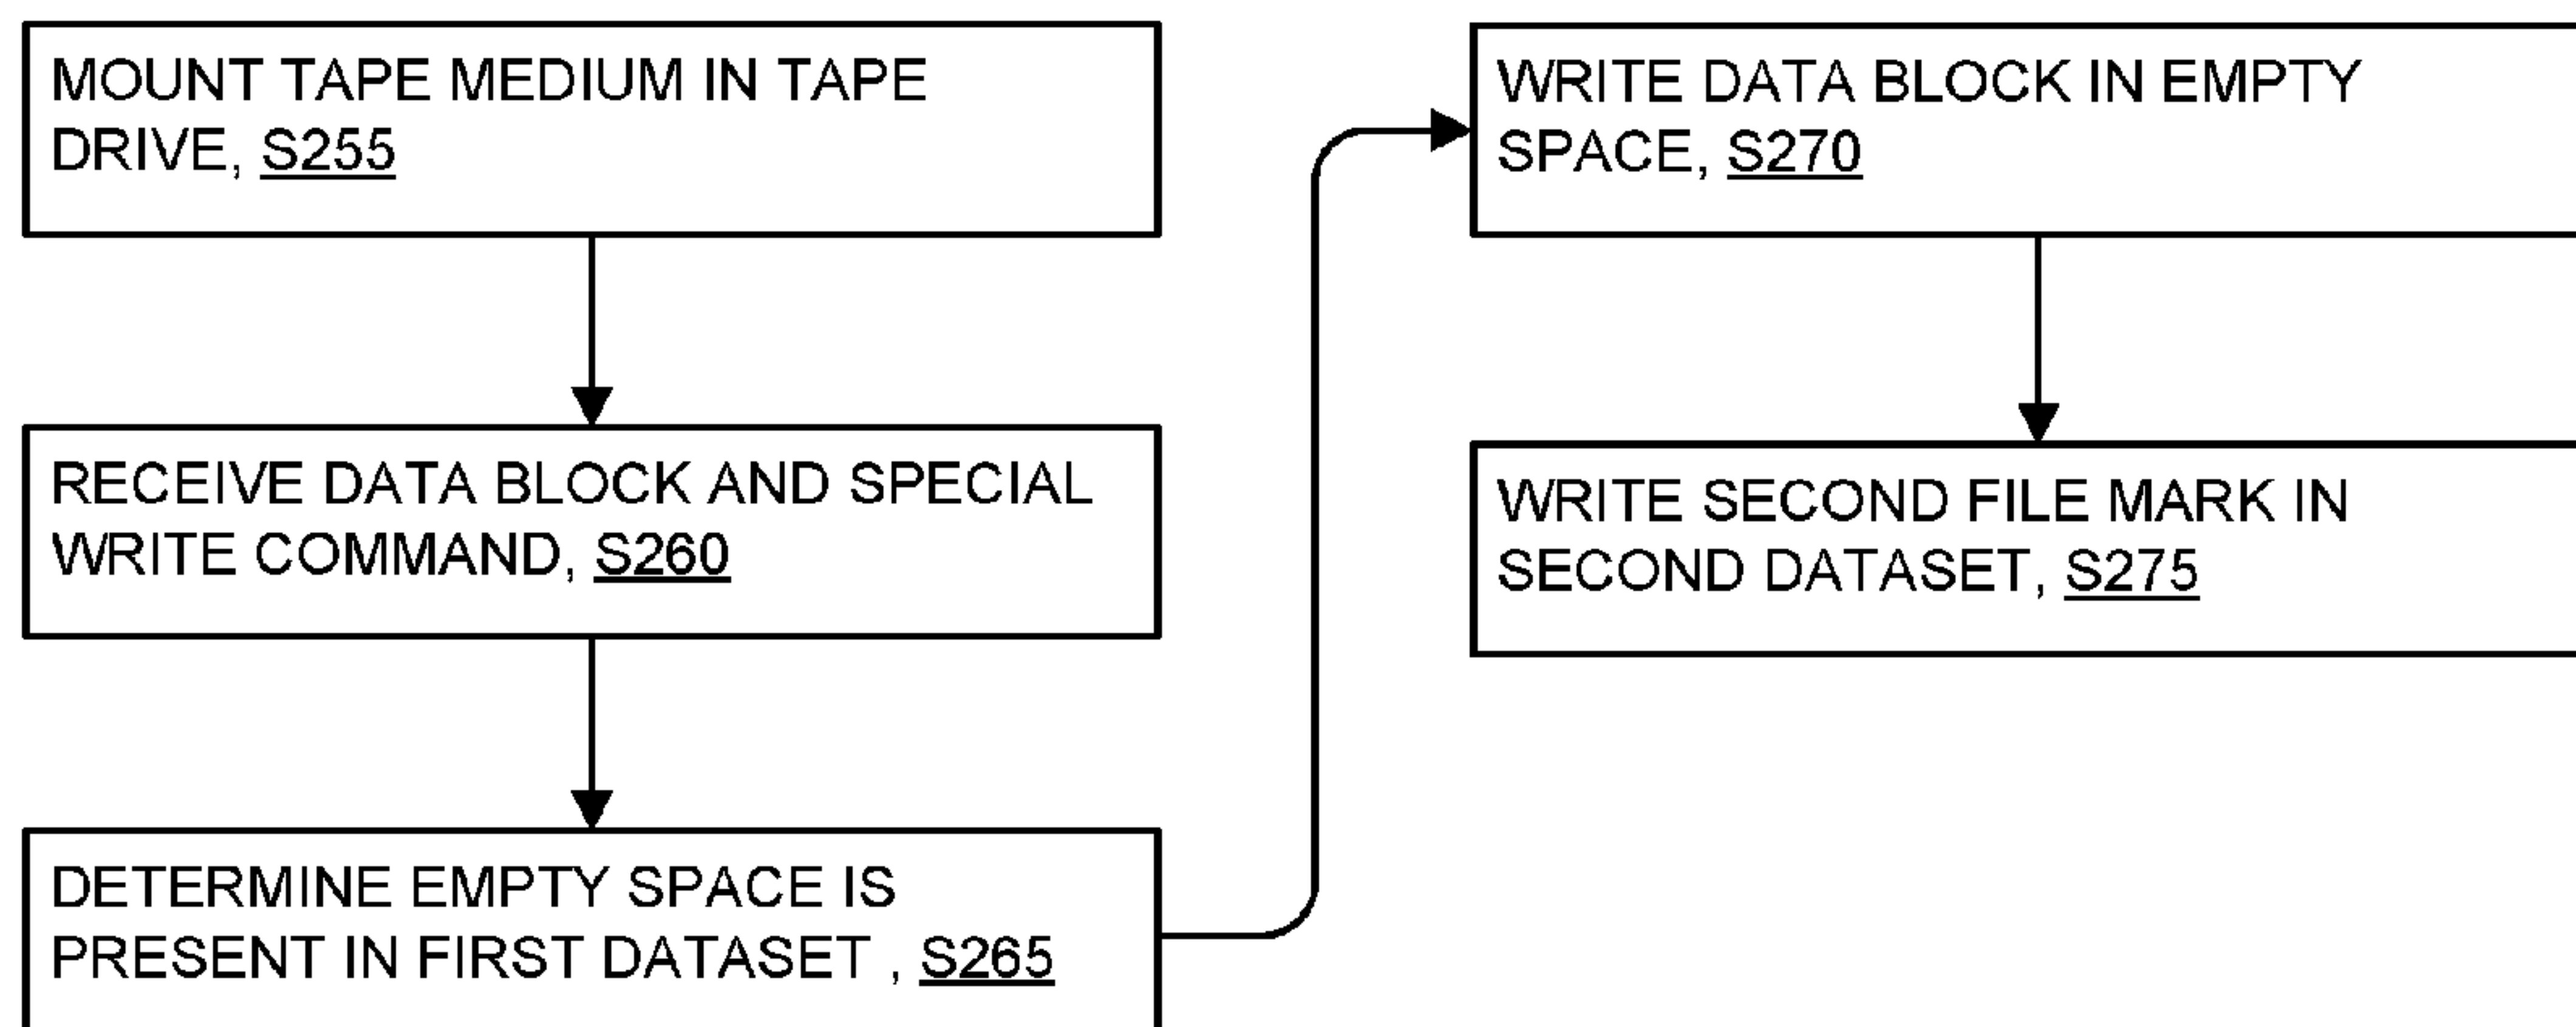 MOUNT TAPE MEDIUM IN TAPE
DRIVE, S255
RECEIVE DATA BLOCK AND SPECIAL
WRITE COMMAND, S260
DETERMINE EMPTY SPACE IS
PRESENT IN FIRST DATASET , S265
WRITE DATA BLOCK IN EMPTY
SPACE, S270
WRITE SECOND FILE MARK IN
SECOND DATASET, S275